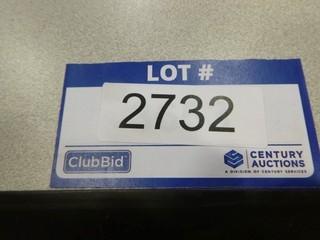 LOT #
2732
ClubBid
CENTURY
AUCTIONS
A DIVISION OF CENTURY SERVICES